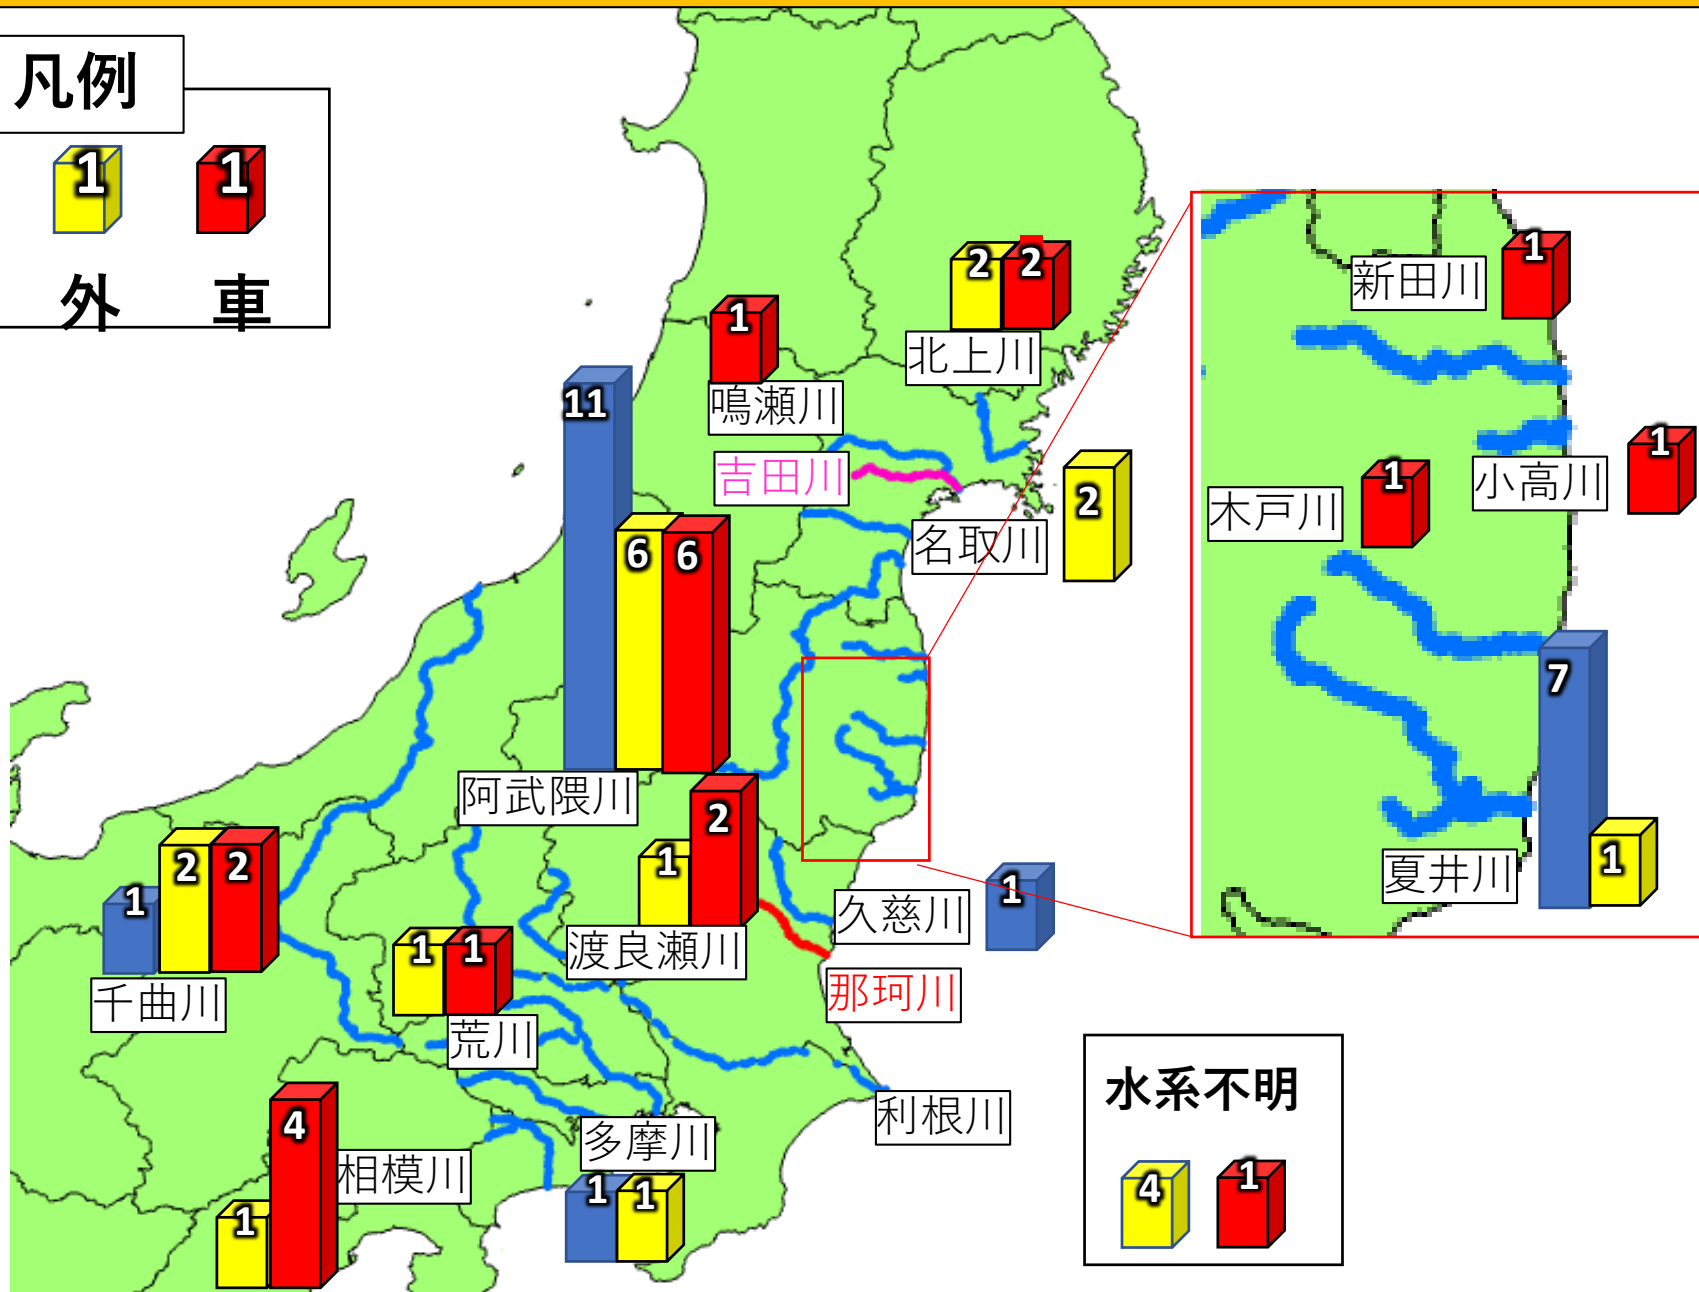 凡例
1 1
外 車
2 2
北上川
1
鳴瀬川
吉田川
2
名取川
11
6 6
阿武隈川
1 2
渡良瀬川
1
久慈川
那珂川
1 2 2
千曲川
1 1
荒川
利根川
1 4
相模川
多摩川
1 1
新田川
1
小高川
1
木戸川
1
7
1
夏井川
水系不明
4 1